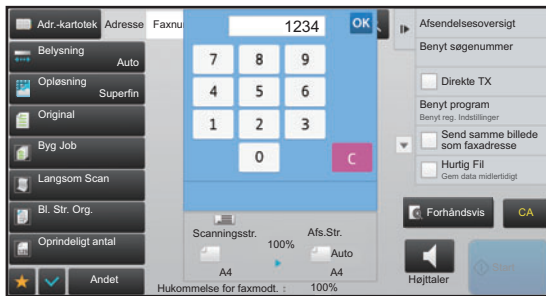 Adr.-kartotek
Adresse
Faxnu
1234
OK
Afsendelsesoversigt
Belysning
Auto
7 8 9
Benyt søgenummer
Opløsning
Superfin
4 5 6
Direkte TX
Original
1 2 3
Benyt program
Benyt reg. Indstillinger
Byg Job
0 C
Send samme billede
som faxadresse
Langsom Scan
Hurtig Fil
Gem data midlertidigt
Bl. Str. Org.
Scanningsstr.
100%
Afs.Str.
Auto
Forhåndsvis
CA
Oprindeligt antal
A4
A4
Andet
Hukommelse for faxmodt. : 100%
Højttaler
Start